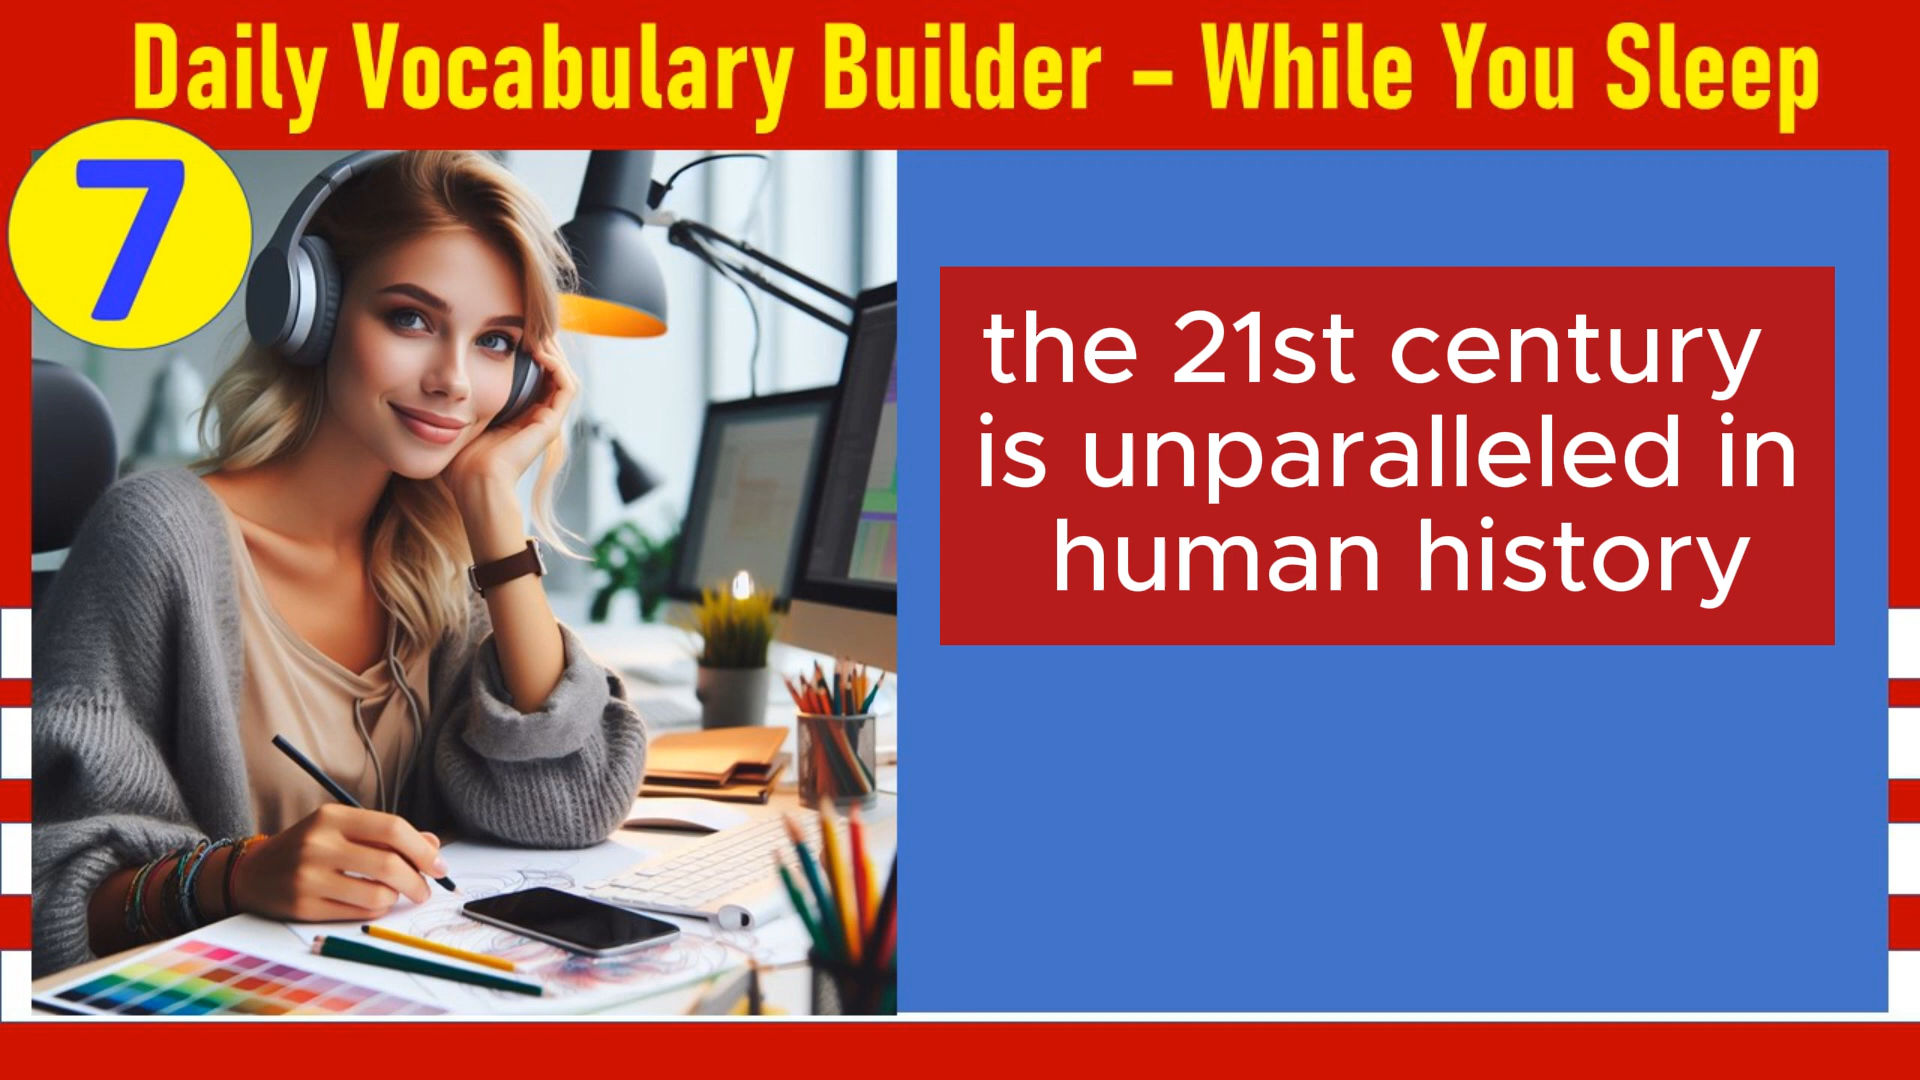 Daily Vocabulary Builder – While You Sleep
7
the 21st century
is unparalleled in
human history